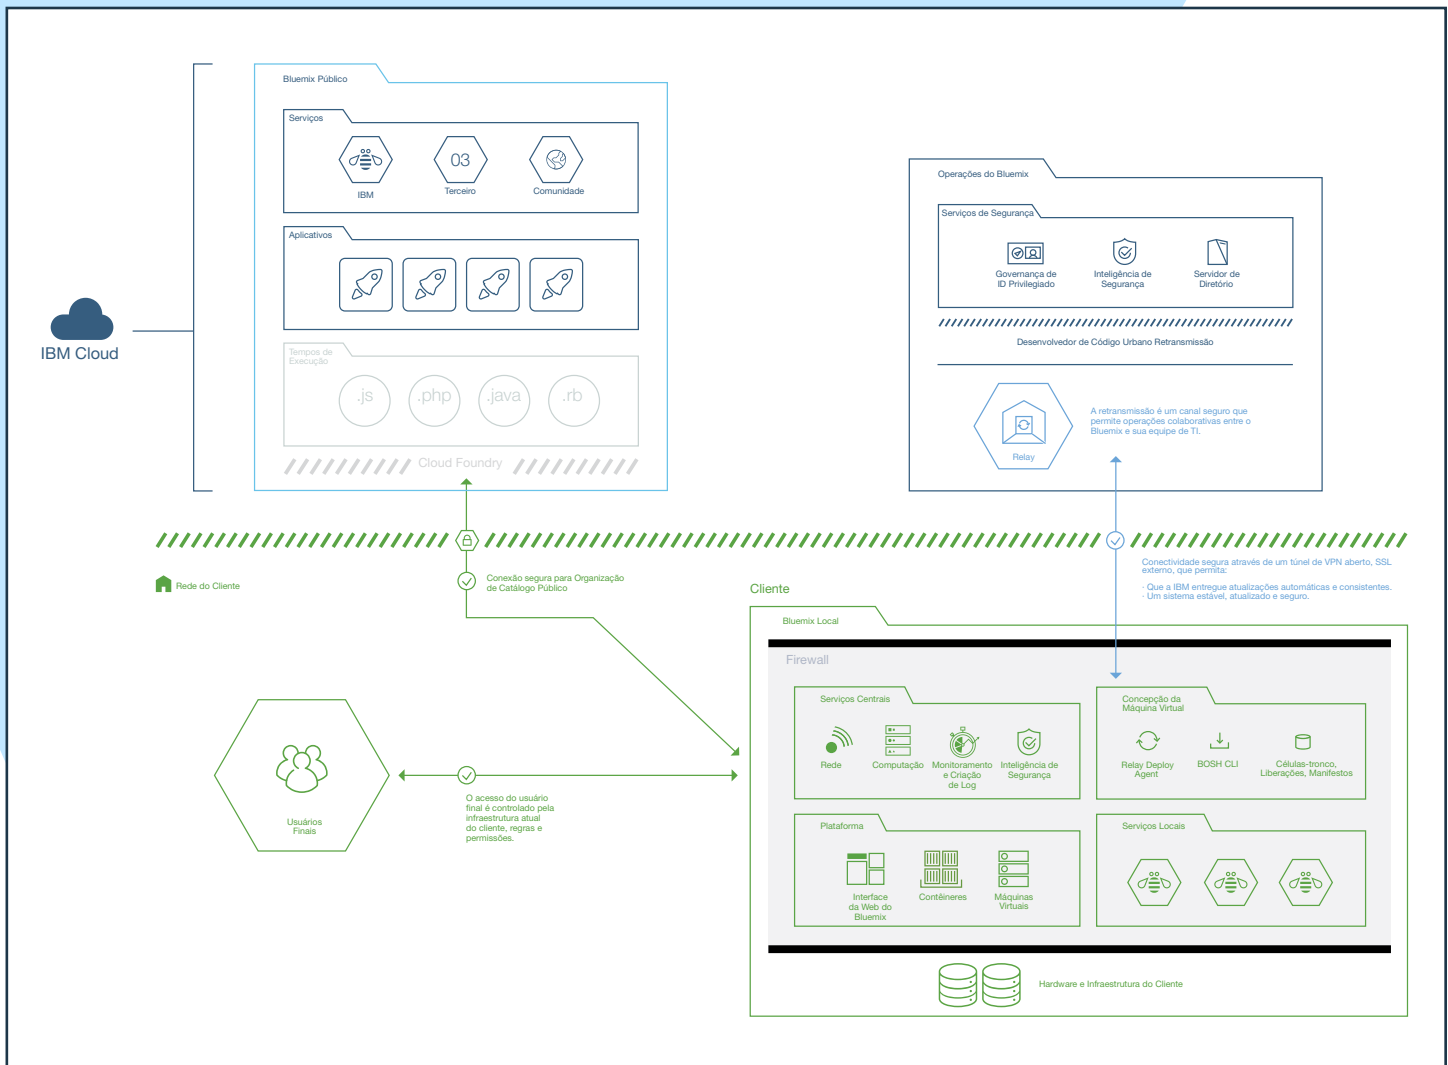 Bluemix Público
Serviços
03
IBM
Terceiro
Comunidade
Aplicativos
Tempos de
Execução
.js
.php
.java
.rb
Cloud Foundry
IBM Cloud
Operações do Bluemix
Serviços de Segurança
Governança de
ID Privilegiado
Inteligência de
Segurança
Servidor de
Diretório
Desenvolvedor de Código Urbano Retransmissão
A retransmissão é um canal seguro que
permite operações colaborativas entre o
Bluemix e sua equipe de TI.
Relay
Rede do Cliente
Conexão segura para Organização
de Catálogo Público
Conectividade segura através de um túnel de VPN aberto, SSL
externo, que permita:
· Que a IBM entregue atualizações automáticas e consistentes.
· Um sistema estável, atualizado e seguro.
Cliente
Bluemix Local
Firewall
Serviços Centrais
Rede
Computação
Monitoramento
e Criação
de Log
Inteligência de
Segurança
Concepção da
Máquina Virtual
Relay Deploy
Agent
BOSH CLI
Células-tronco,
Liberações, Manifestos
Usuários
Finais
O acesso do usuário
final é controlado pela
infraestrutura atual
do cliente, regras e
permissões.
Plataforma
Interface
da Web do
Bluemix
Contêineres
Máquinas
Virtuais
Serviços Locais
Hardware e Infraestrutura do Cliente